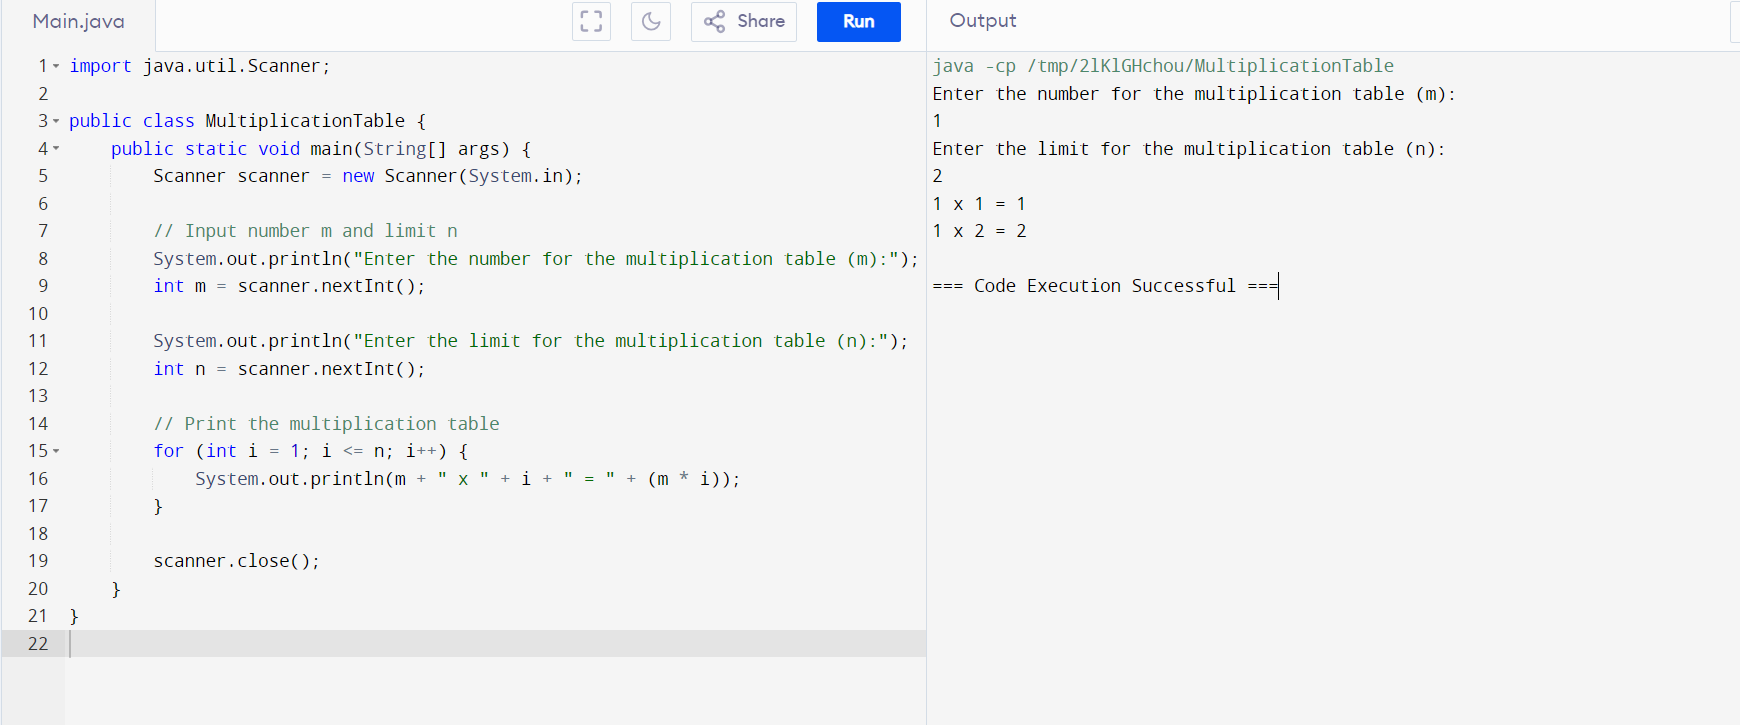 Main.java
Share
Run
Output
1 import java.util.Scanner;
2
3 public class MultiplicationTable {
4     public static void main(String[] args) {
5         Scanner scanner = new Scanner(System.in);
6
7         // Input number m and limit n
8         System.out.println("Enter the number for the multiplication table (m):");
9         int m = scanner.nextInt();
10
11         System.out.println("Enter the limit for the multiplication table (n):");
12         int n = scanner.nextInt();
13
14         // Print the multiplication table
15         for (int i = 1; i <= n; i++) {
16             System.out.println(m + " x " + i + " = " + (m * i));
17         }
18
19         scanner.close();
20     }
21 }
22
java -cp /tmp/2lKlGHchou/MultiplicationTable
Enter the number for the multiplication table (m):
1
Enter the limit for the multiplication table (n):
2
1 x 1 = 1
1 x 2 = 2
=== Code Execution Successful ===